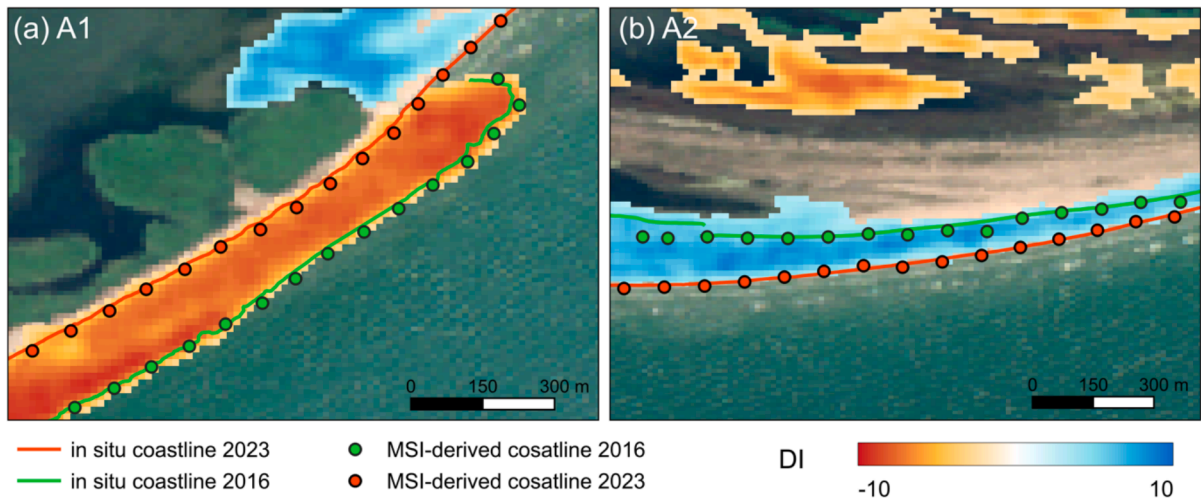 (a) A1
(b) A2
0 150 300 m
0 150 300 m
in situ coastline 2023
MSI-derived cosatline 2016
in situ coastline 2016
MSI-derived cosatline 2023
DI
-10 10